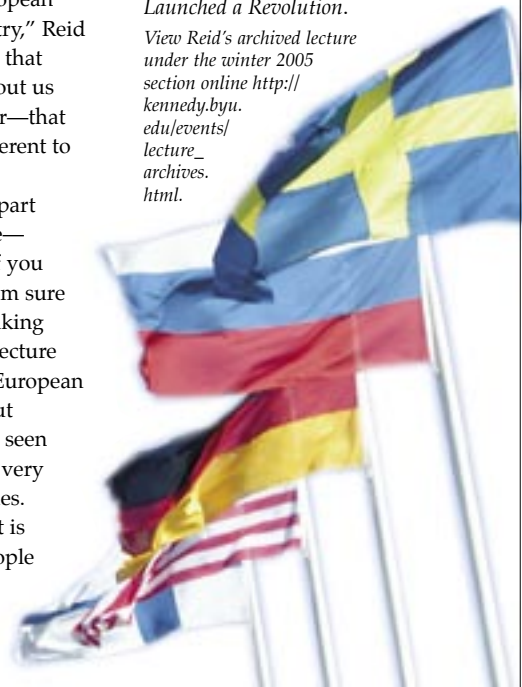 opean
try,” Reid
that
out us
r—that
erent to
part
e—
f you
m sure
king
ecture
European
ut
seen
very
es.
t is
ople
Launched a Revolution.
View Reid's archived lecture
under the winter 2005
section online http://
kennedy.byu.
edu/events/
lecture_
archives.
html.